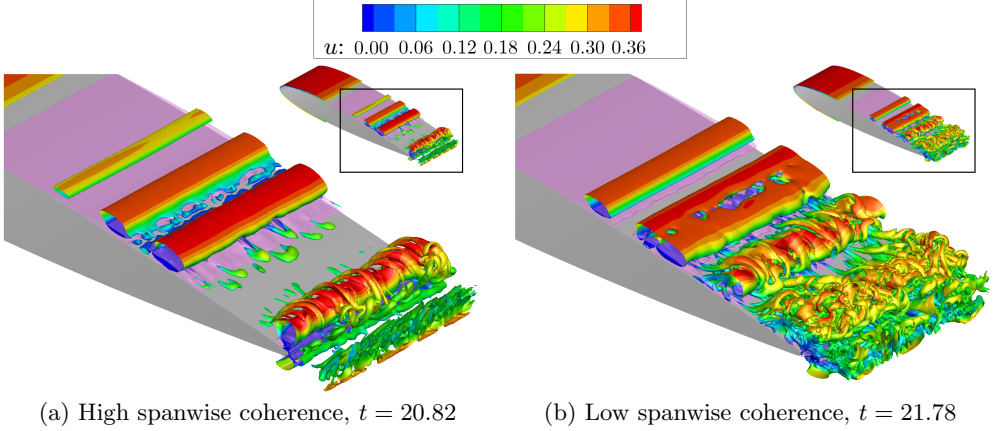 u: 0.00 0.06 0.12 0.18 0.24 0.30 0.36
(a) High spanwise coherence, t = 20.82
(b) Low spanwise coherence, t = 21.78